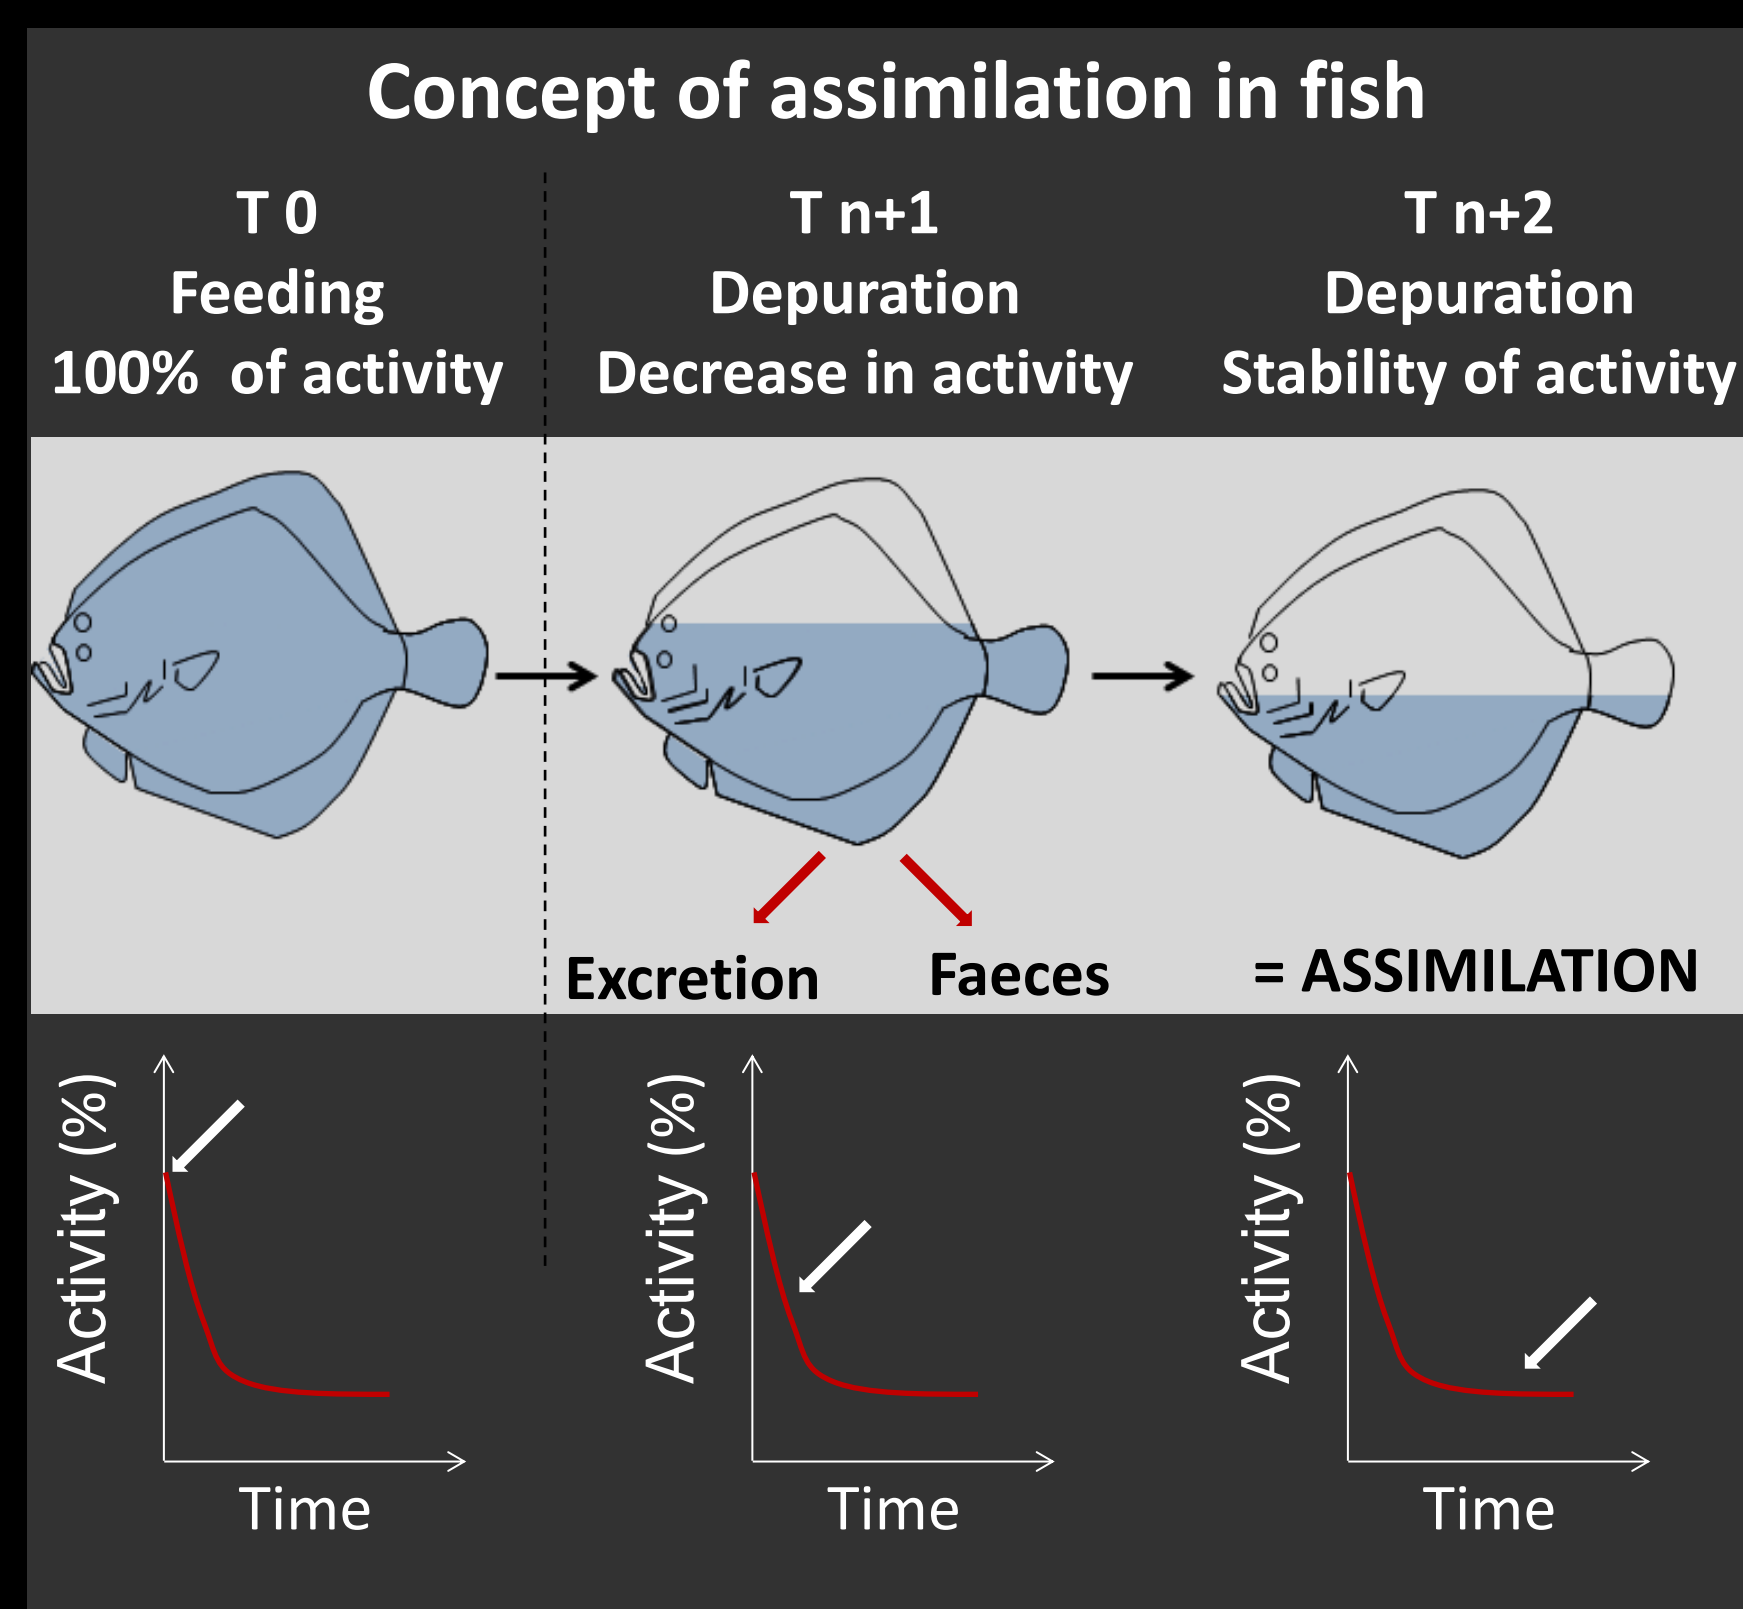 Concept of assimilation in fish
T 0
Feeding
100% of activity
T n+1
Depuration
Decrease in activity
T n+2
Depuration
Stability of activity
Excretion
Faeces
= ASSIMILATION
Activity (%)
Time
Activity (%)
Time
Activity (%)
Time